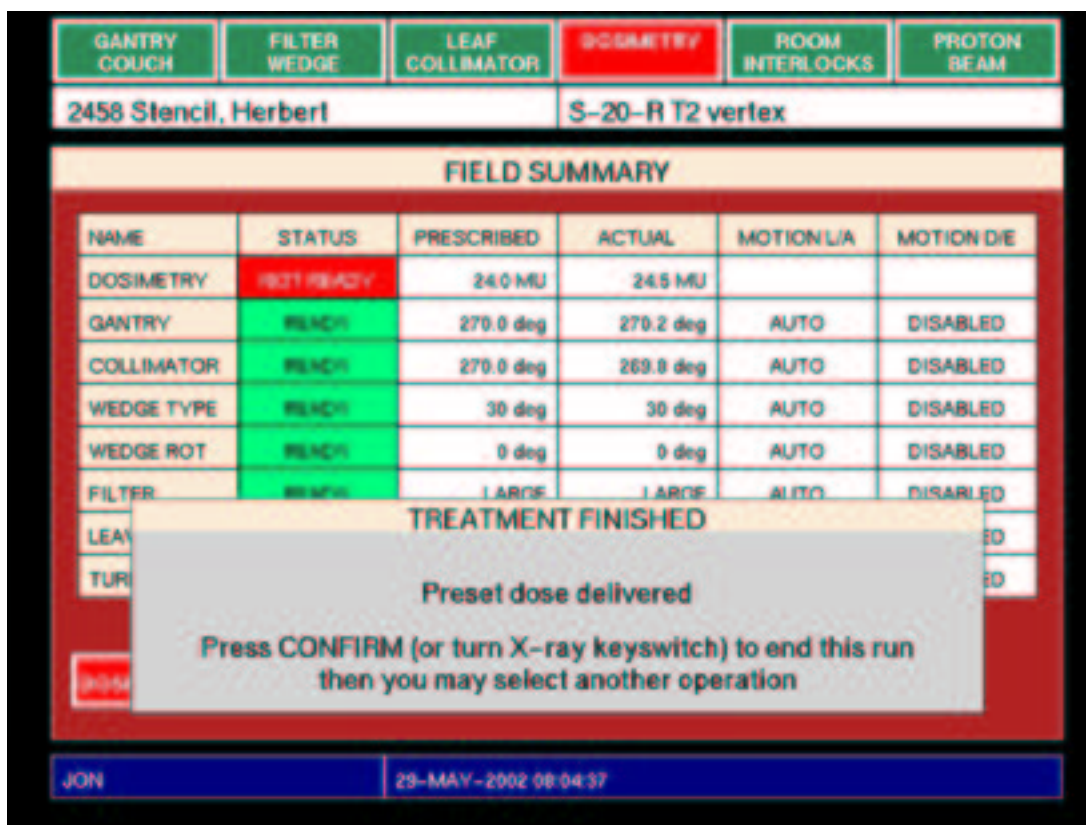 GANTRY COUCH FILTER WEDGE LEAF COLLIMATOR DOSIMETRY ROOM INTERLOCKS PROTON BEAM
2458 Stencil, Herbert S-20-R T2 vertex
FIELD SUMMARY
NAME STATUS PRESCRIBED ACTUAL MOTION L/A MOTION D/E
DOSIMETRY NOT READY 24.0 MU 24.5 MU
GANTRY READY 270.0 deg 270.2 deg AUTO DISABLED
COLLIMATOR READY 270.0 deg 269.8 deg AUTO DISABLED
WEDGE TYPE READY 30 deg 30 deg AUTO DISABLED
WEDGE ROT READY 0 deg 0 deg AUTO DISABLED
FILTER READY LARGE LARGE AUTO DISABLED
TREATMENT FINISHED
Preset dose delivered
Press CONFIRM (or turn X-ray keyswitch) to end this run
then you may select another operation
JON 29-MAY-2002 08:04:37